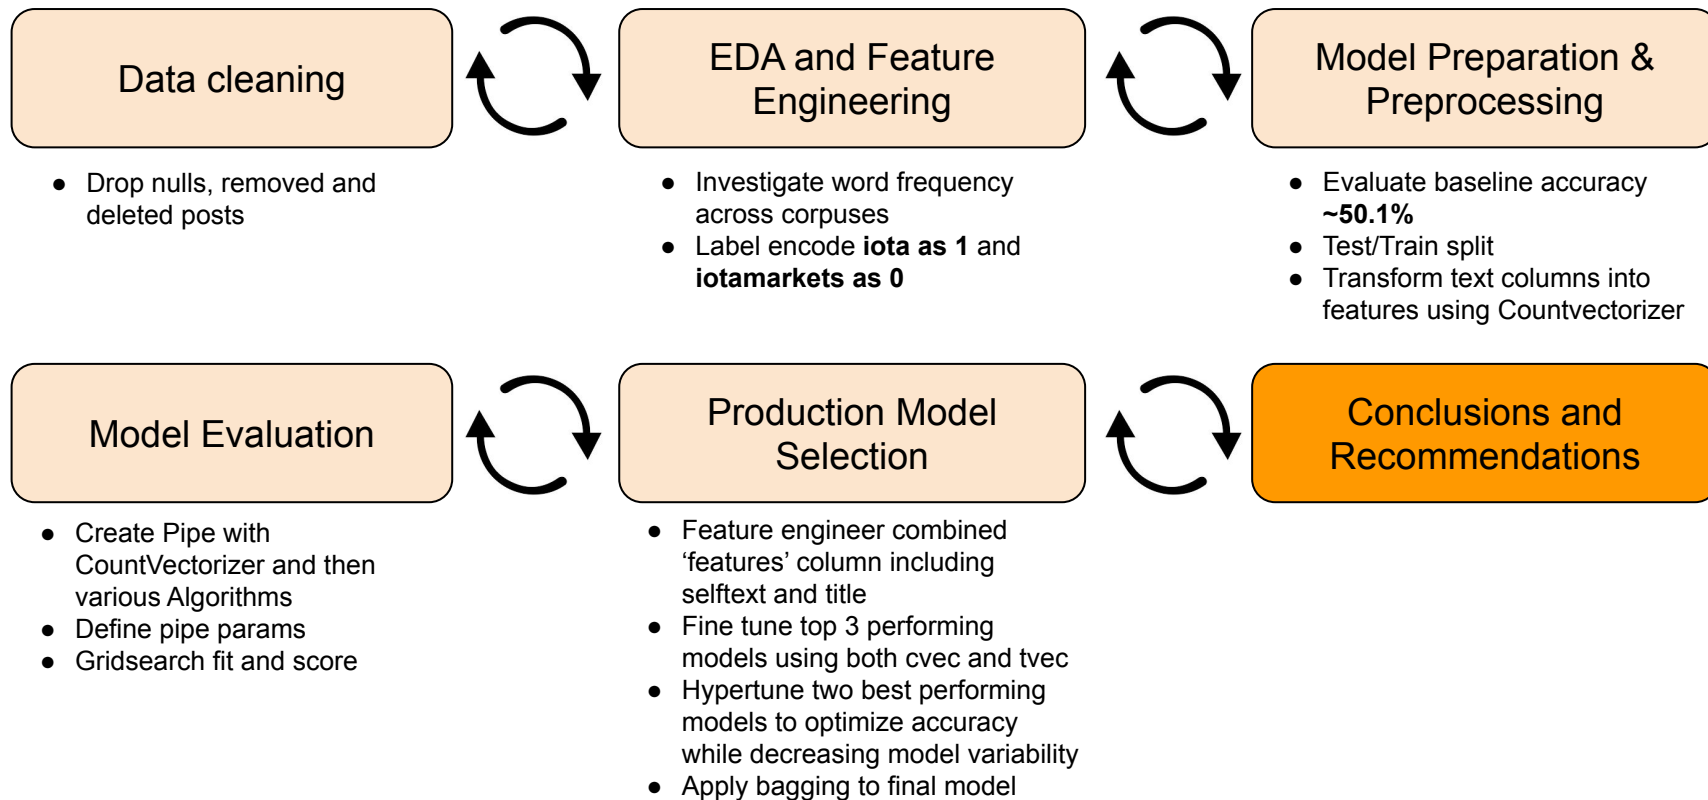 Data cleaning
● Drop nulls, removed and
deleted posts
EDA and Feature
Engineering
● Investigate word frequency
across corpuses
● Label encode iota as 1 and
iotamarkets as 0
Model Preparation &
Preprocessing
● Evaluate baseline accuracy
~50.1%
● Test/Train split
● Transform text columns into
features using Countvectorizer
Model Evaluation
● Create Pipe with
CountVectorizer and then
various Algorithms
● Define pipe params
● Gridsearch fit and score
Production Model
Selection
● Feature engineer combined
‘features’ column including
selftext and title
● Fine tune top 3 performing
models using both cvec and tvec
● Hypertune two best performing
models to optimize accuracy
while decreasing model variability
● Apply bagging to final model
Conclusions and
Recommendations